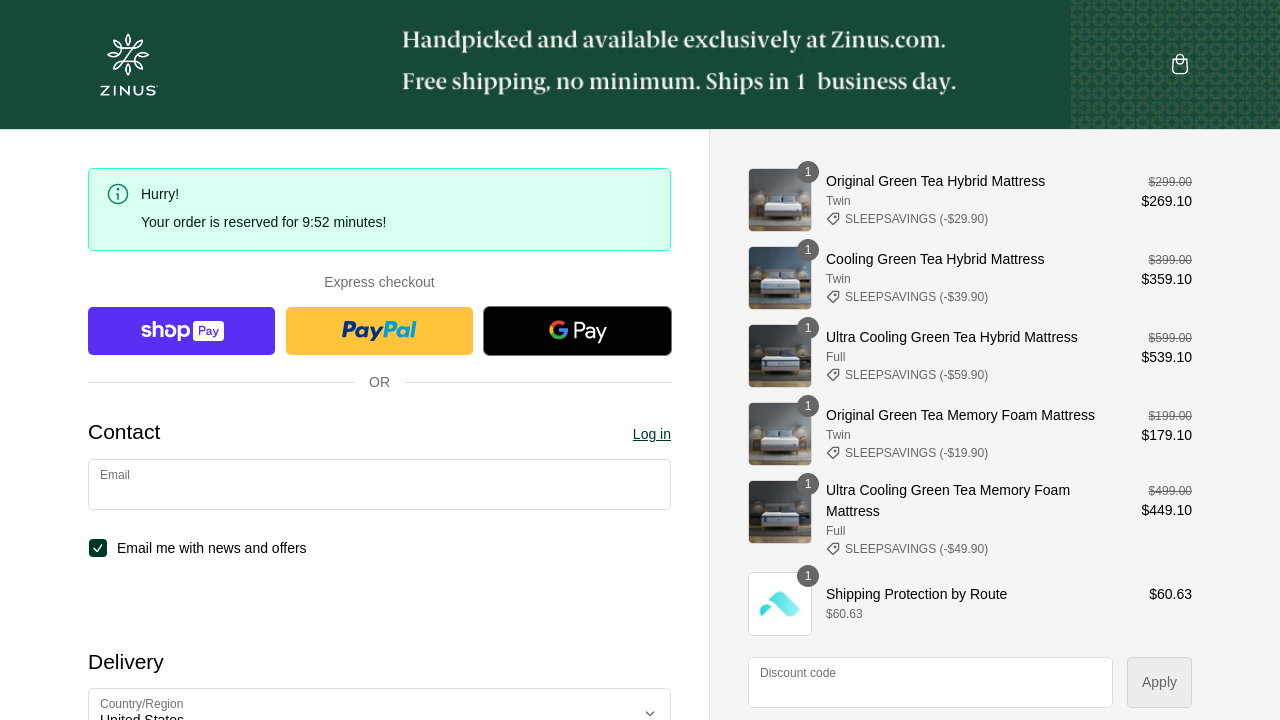 Handpicked and available exclusively at Zinus.com.
Free shipping, no minimum. Ships in 1 business day.
ZINUS
Hurry!
Your order is reserved for 9:52 minutes!
Express checkout
shop Pay
PayPal
G Pay
OR
Contact
Log in
Email
Email me with news and offers
Delivery
Country/Region
United States
1
Original Green Tea Hybrid Mattress
Twin
SLEEPSAVINGS (-$29.90)
$299.00
$269.10
1
Cooling Green Tea Hybrid Mattress
Twin
SLEEPSAVINGS (-$39.90)
$399.00
$359.10
1
Ultra Cooling Green Tea Hybrid Mattress
Full
SLEEPSAVINGS (-$59.90)
$599.00
$539.10
1
Original Green Tea Memory Foam Mattress
Twin
SLEEPSAVINGS (-$19.90)
$199.00
$179.10
1
Ultra Cooling Green Tea Memory Foam
Mattress
Full
SLEEPSAVINGS (-$49.90)
$499.00
$449.10
1
Shipping Protection by Route
$60.63
$60.63
Discount code
Apply